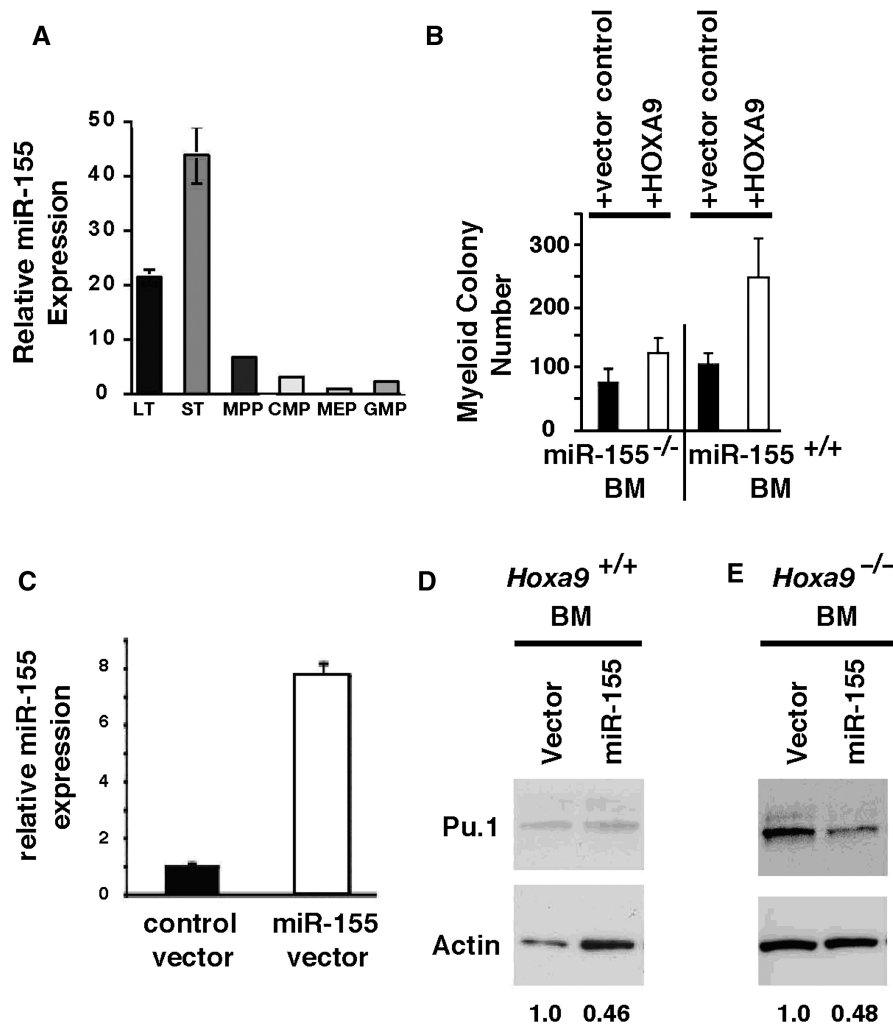 A
Relative miR-155
Expression
50
40
30
20
10
0
LT ST MPP CMP MEP GMP
B
+vector control
+HOXA9
+vector control
+HOXA9
Myeloid Colony
Number
300
200
100
0
miR-155 -/- miR-155 +/+
BM BM
C
relative miR-155
expression
8
6
4
2
0
control miR-155
vector vector
D Hoxa9 +/+
BM
Vector
miR-155
Pu.1
Actin
1.0 0.46
E Hoxa9 -/-
BM
Vector
miR-155
1.0 0.48